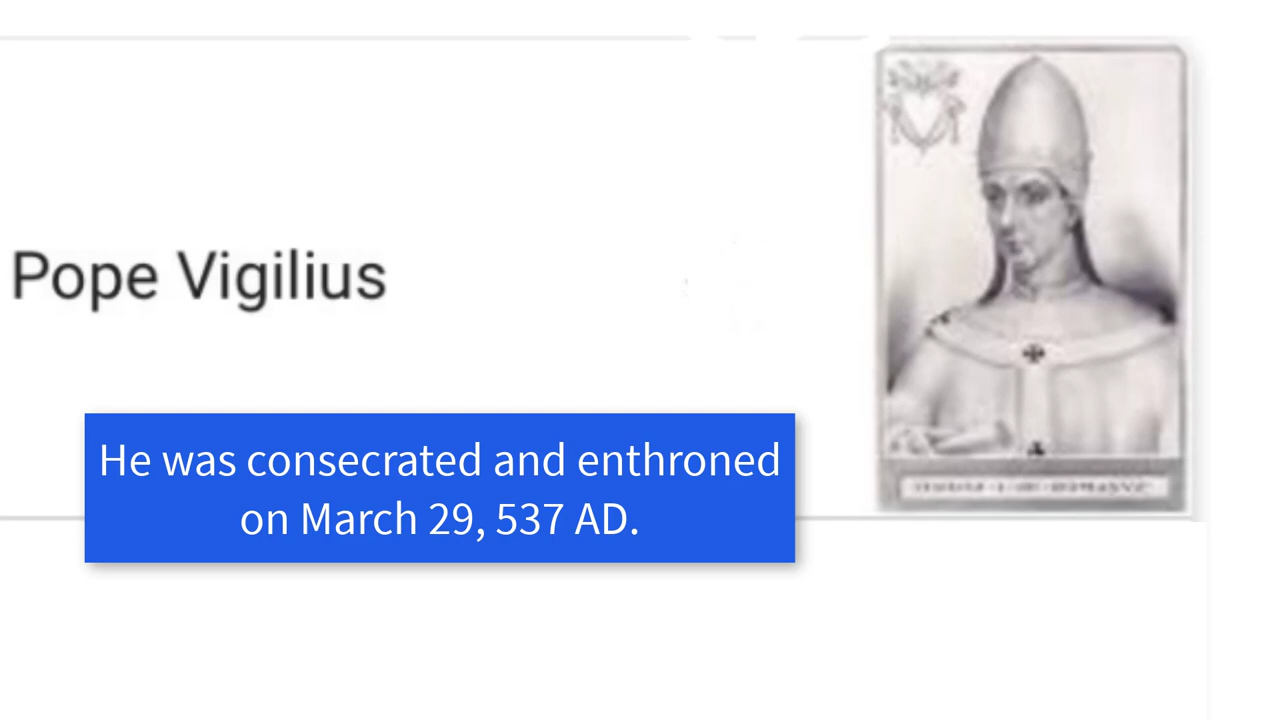 Pope Vigilius
He was consecrated and enthroned
on March 29, 537 AD.